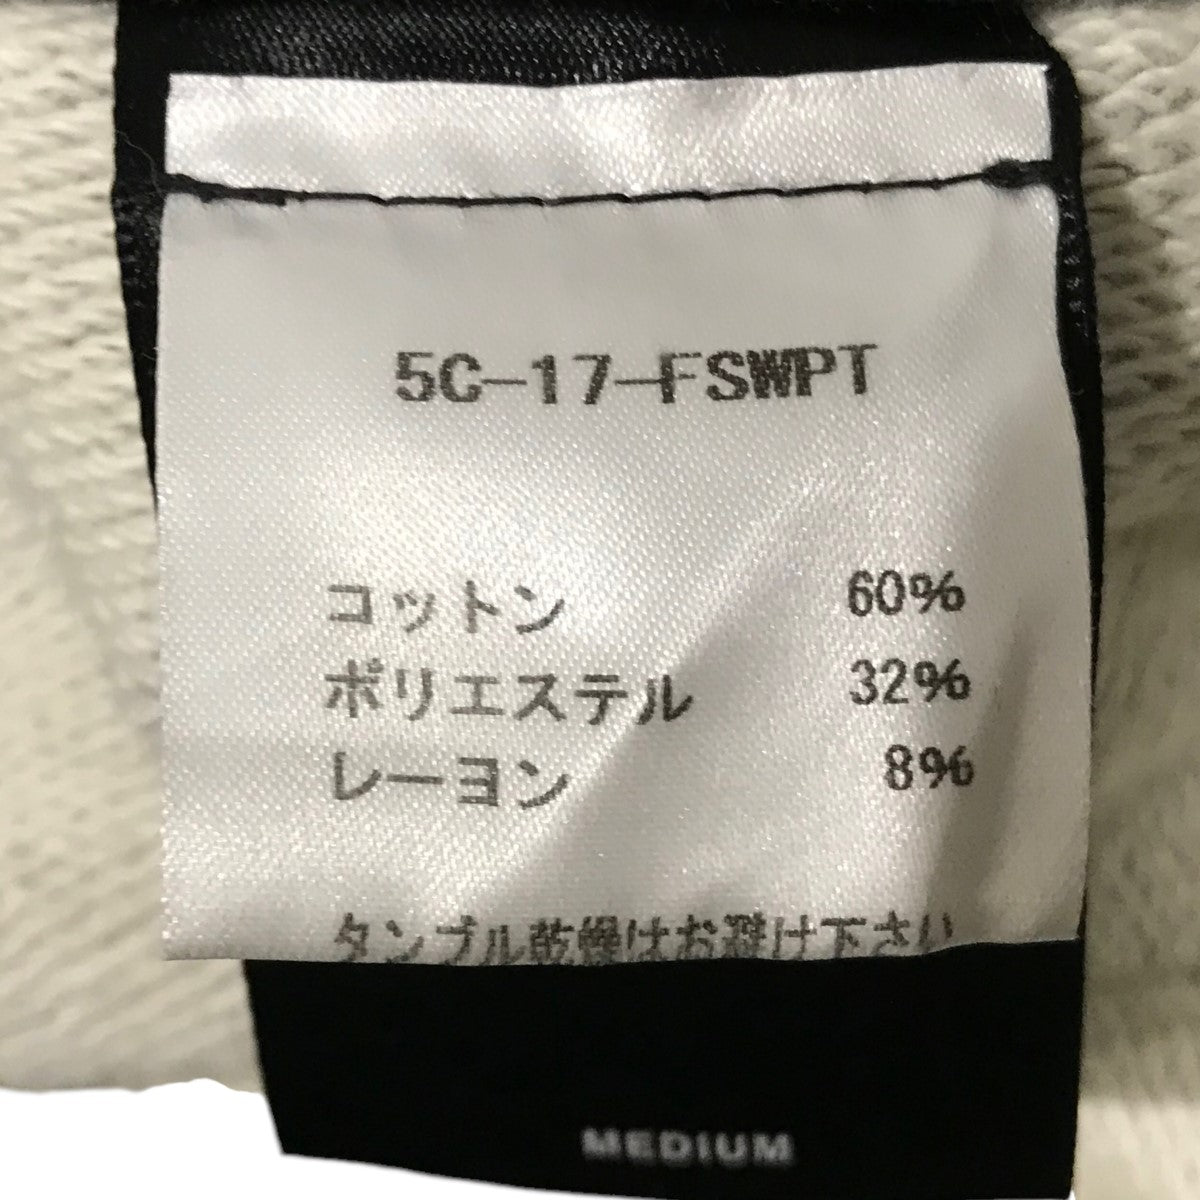 5C-17-FSWPT
コットン 60%
ポリエステル 32%
レーヨン 8%
タンブル乾燥はお避け下さい
MEDIUM